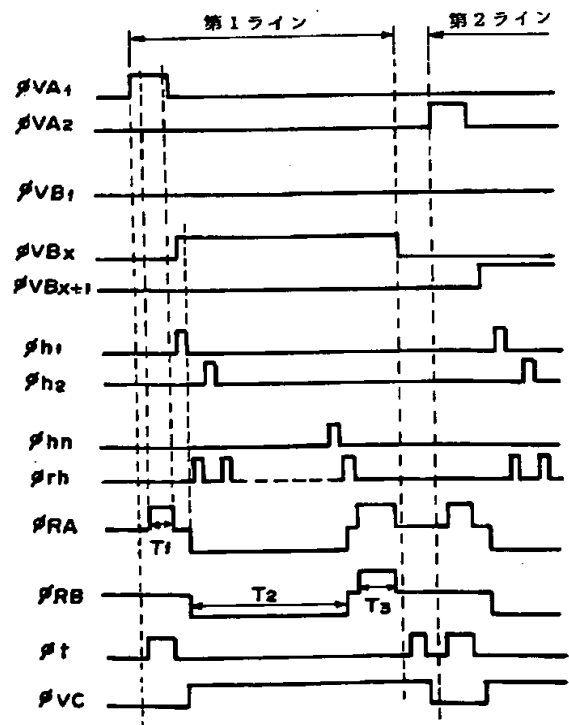 第1ライン
第2ライン
φVA1
φVA2
φVB1
φVBx
φVBx+1
φh1
φh2
φhn
φrh
φRA
T1
φRB
T2
T3
φt
φVC